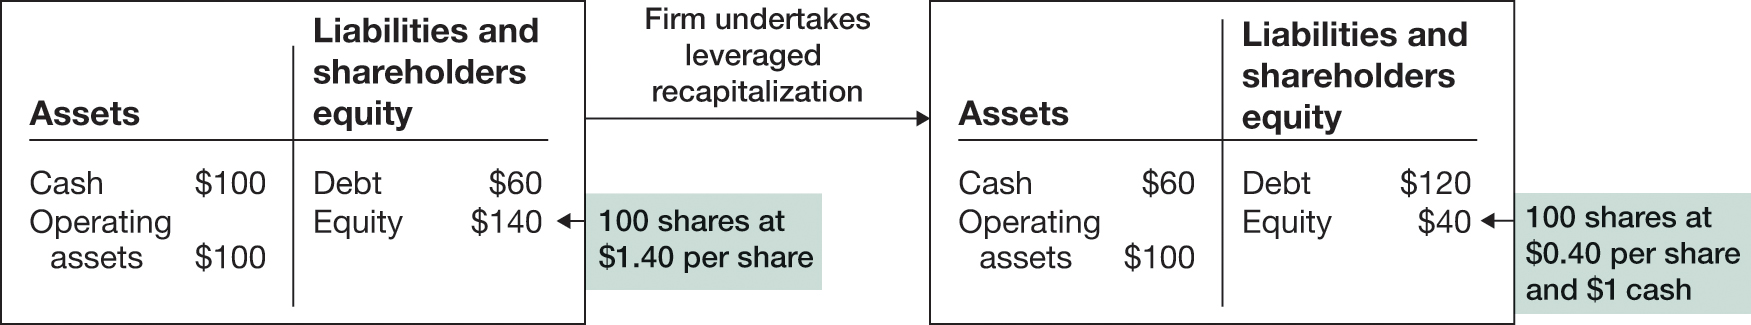 Assets
Liabilities and
shareholders
equity
Cash $100
Operating
assets $100
Debt $60
Equity $140
100 shares at
$1.40 per share
Firm undertakes
leveraged
recapitalization
Assets
Liabilities and
shareholders
equity
Cash $60
Operating
assets $100
Debt $120
Equity $40
100 shares at
$0.40 per share
and $1 cash